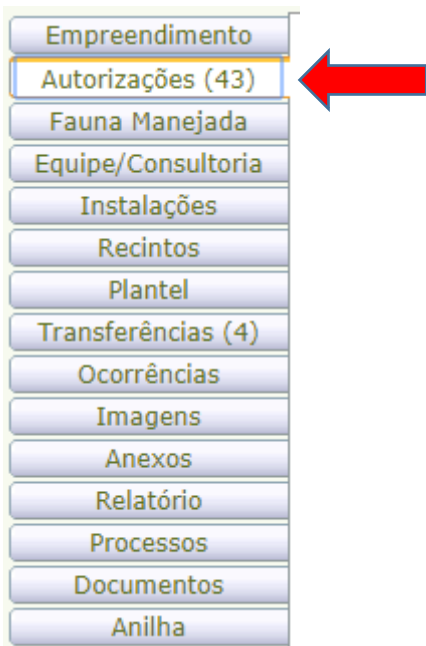 Empreendimento
Autorizações (43)
Fauna Manejada
Equipe/Consultoria
Instalações
Recintos
Plantel
Transferências (4)
Ocorrências
Imagens
Anexos
Relatório
Processos
Documentos
Anilha